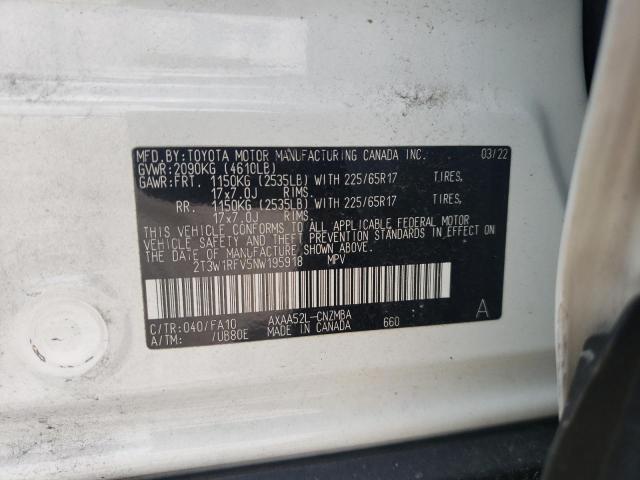 MFD. BY: TOYOTA MOTOR MANUFACTURING CANADA INC. 03/22
GVWR: 2090KG (4610LB)
GAWR: FRT. 1150KG (2535LB) WITH 225/65R17 TIRES.
17x7.0J RIMS.
RR. 1150KG (2535LB) WITH 225/65R17 TIRES.
17x7.0J RIMS.
THIS VEHICLE CONFORMS TO ALL APPLICABLE FEDERAL MOTOR
VEHICLE SAFETY AND THEFT PREVENTION STANDARDS IN EFFECT ON
THE DATE OF MANUFACTURE SHOWN ABOVE.
2T3W1RFV5NW195918 MPV
C/TR: 040/FA10 AXAA52L-CNZMBA A
A/TM: /UB80E MADE IN CANADA 660